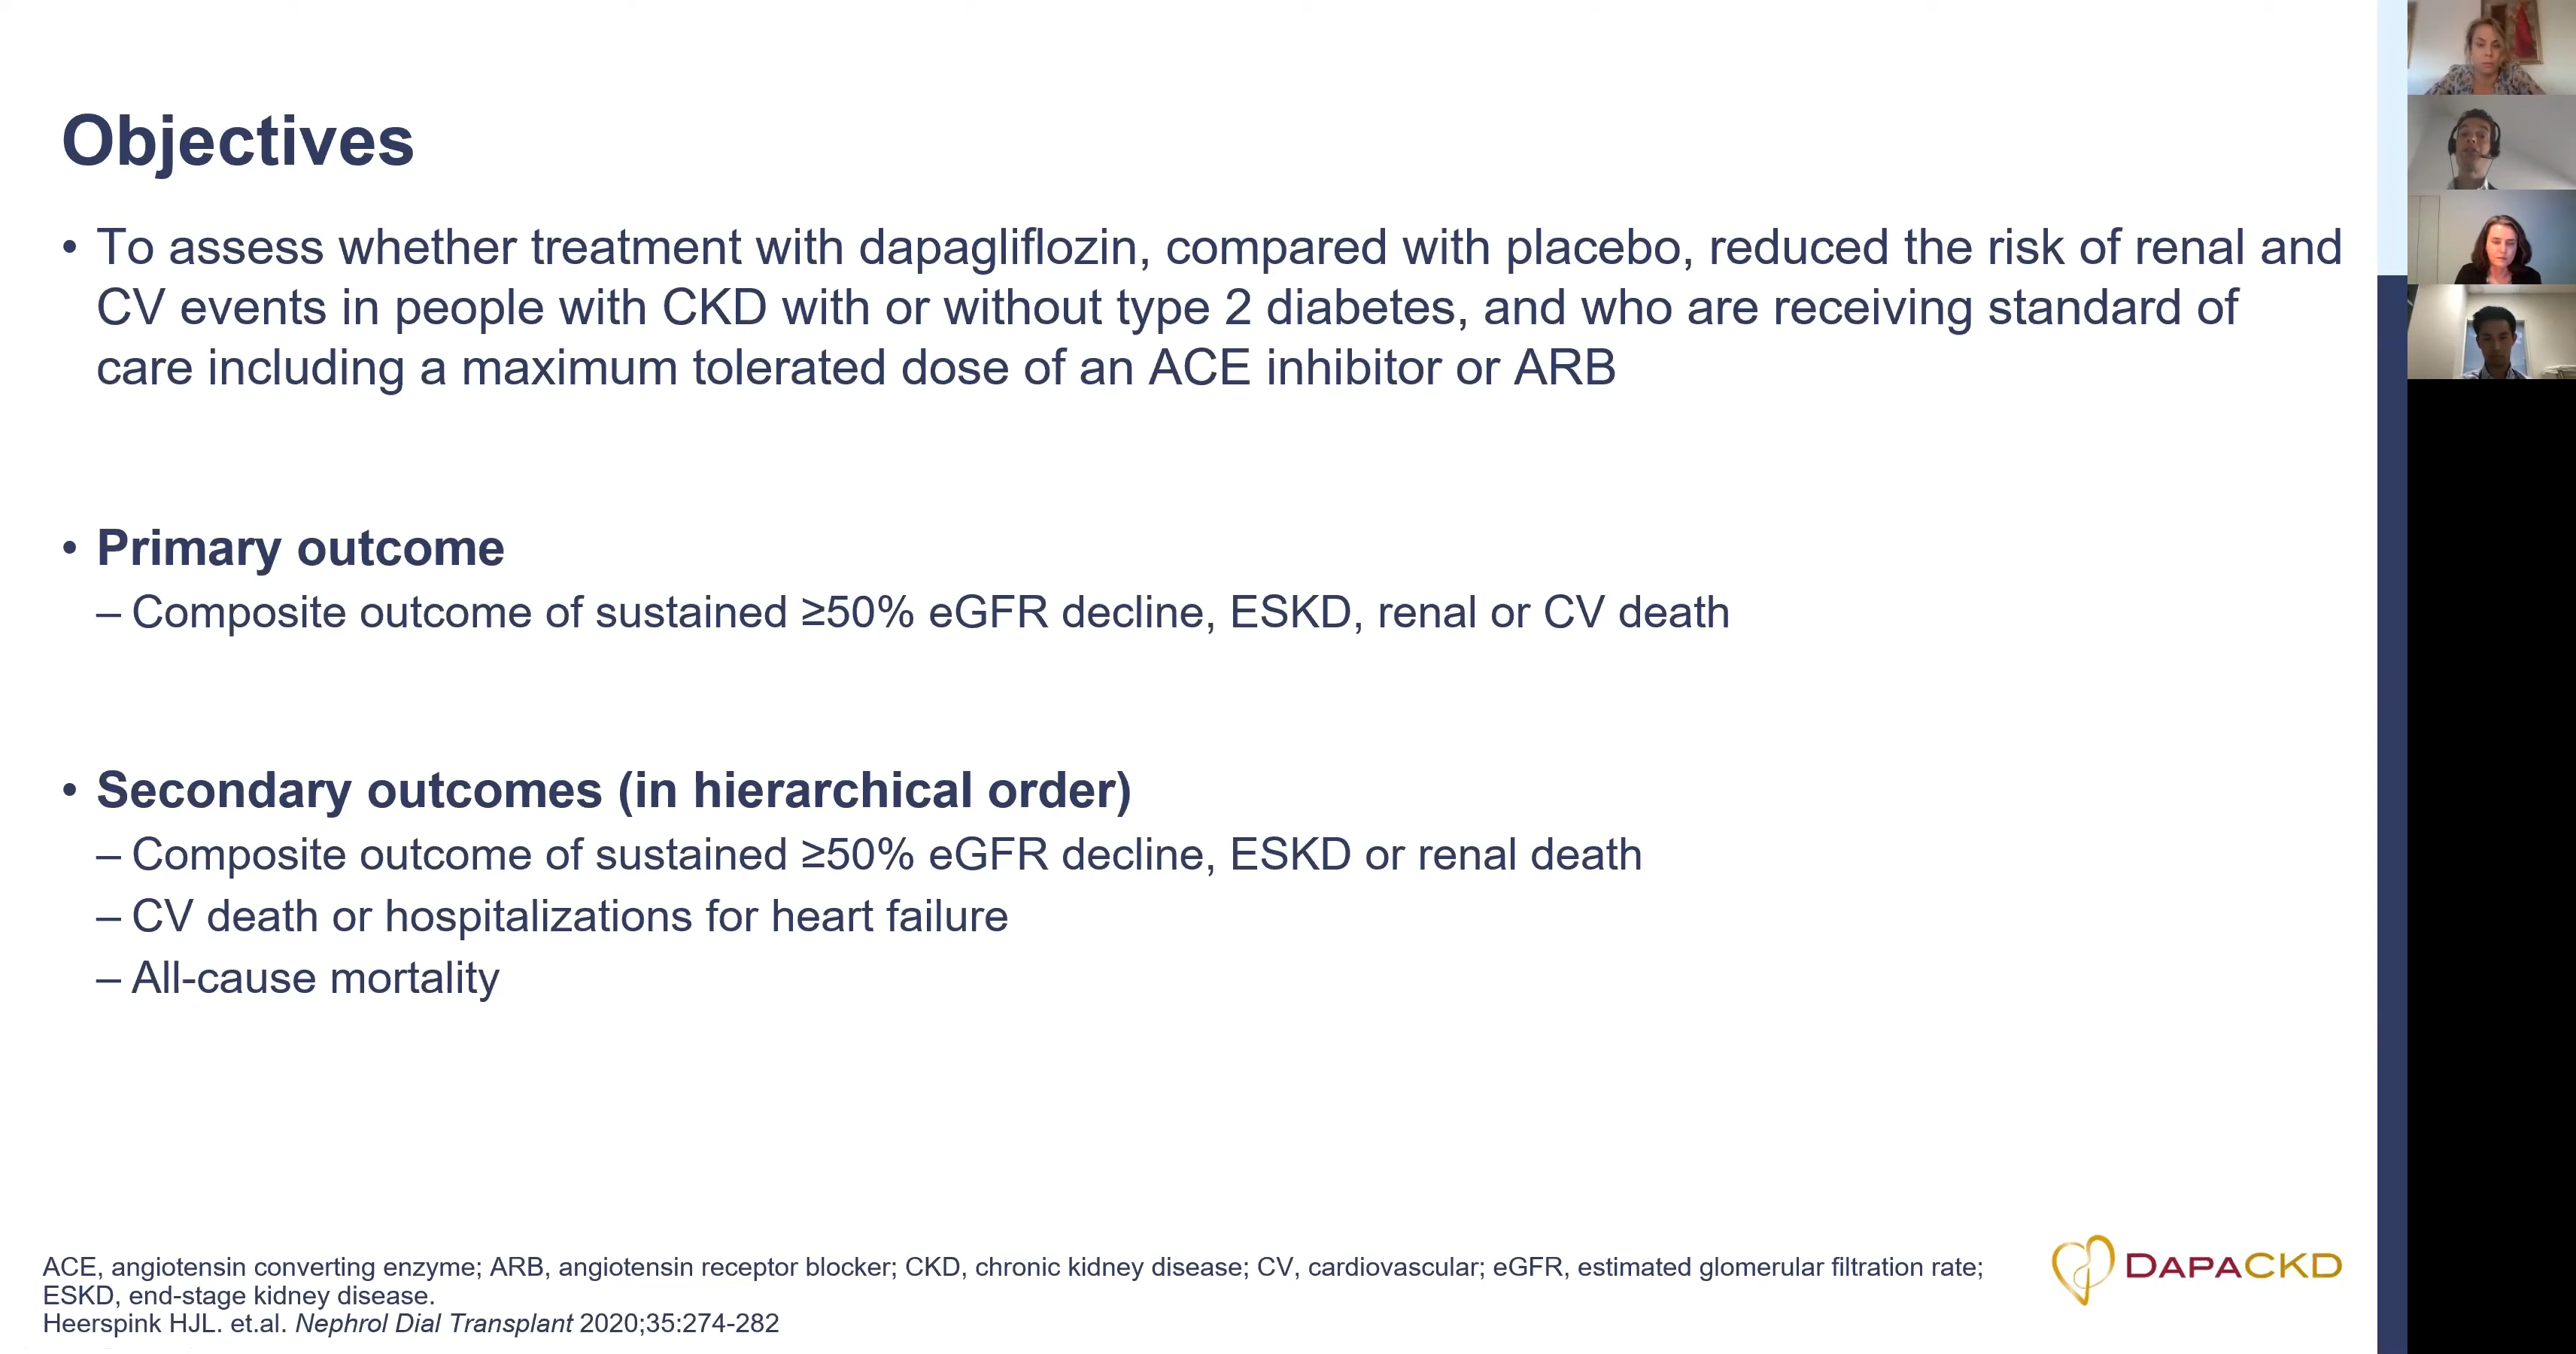 Objectives
• To assess whether treatment with dapagliflozin, compared with placebo, reduced the risk of renal and
CV events in people with CKD with or without type 2 diabetes, and who are receiving standard of
care including a maximum tolerated dose of an ACE inhibitor or ARB
• Primary outcome
– Composite outcome of sustained ≥50% eGFR decline, ESKD, renal or CV death
• Secondary outcomes (in hierarchical order)
– Composite outcome of sustained ≥50% eGFR decline, ESKD or renal death
– CV death or hospitalizations for heart failure
– All-cause mortality
ACE, angiotensin converting enzyme; ARB, angiotensin receptor blocker; CKD, chronic kidney disease; CV, cardiovascular; eGFR, estimated glomerular filtration rate;
ESKD, end-stage kidney disease.
Heerspink HJL. et.al. Nephrol Dial Transplant 2020;35:274-282
DAPACKD